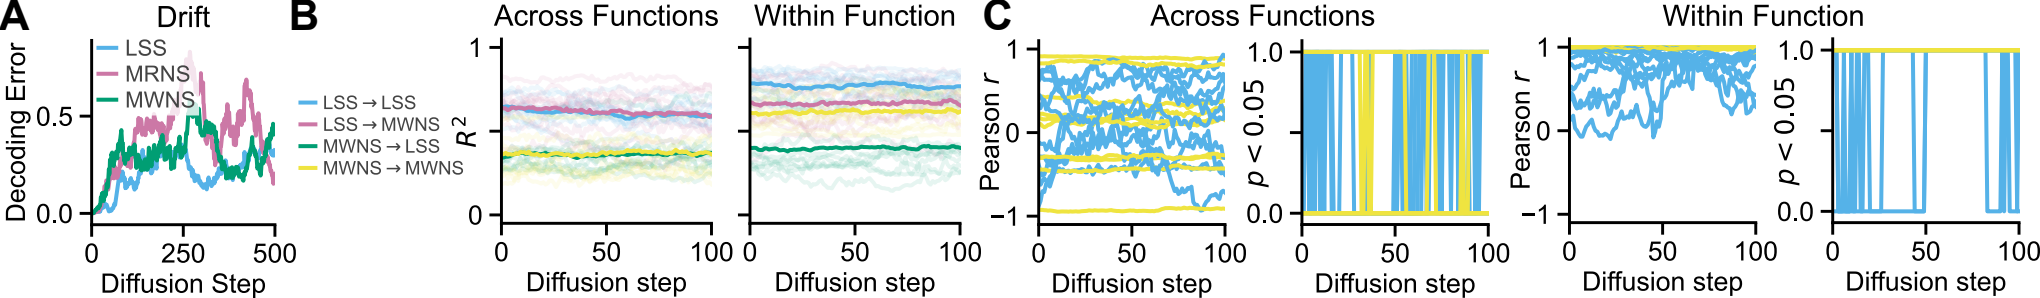 A
Drift
Decoding Error
LSS
MRNS
MWNS
0.5
0.0
0 250 500
Diffusion Step
B
LSS → LSS
LSS → MWNS
MWNS → LSS
MWNS → MWNS
Across Functions
R²
1
0
0 50 100
Diffusion step
Within Function
0 50 100
Diffusion step
C
Across Functions
Pearson r
1
0
−1
0 50 100
Diffusion step
p < 0.05
1.0
0.0
0 50 100
Diffusion step
Within Function
Pearson r
1
0
−1
0 50 100
Diffusion step
p < 0.05
1.0
0.0
0 50 100
Diffusion step